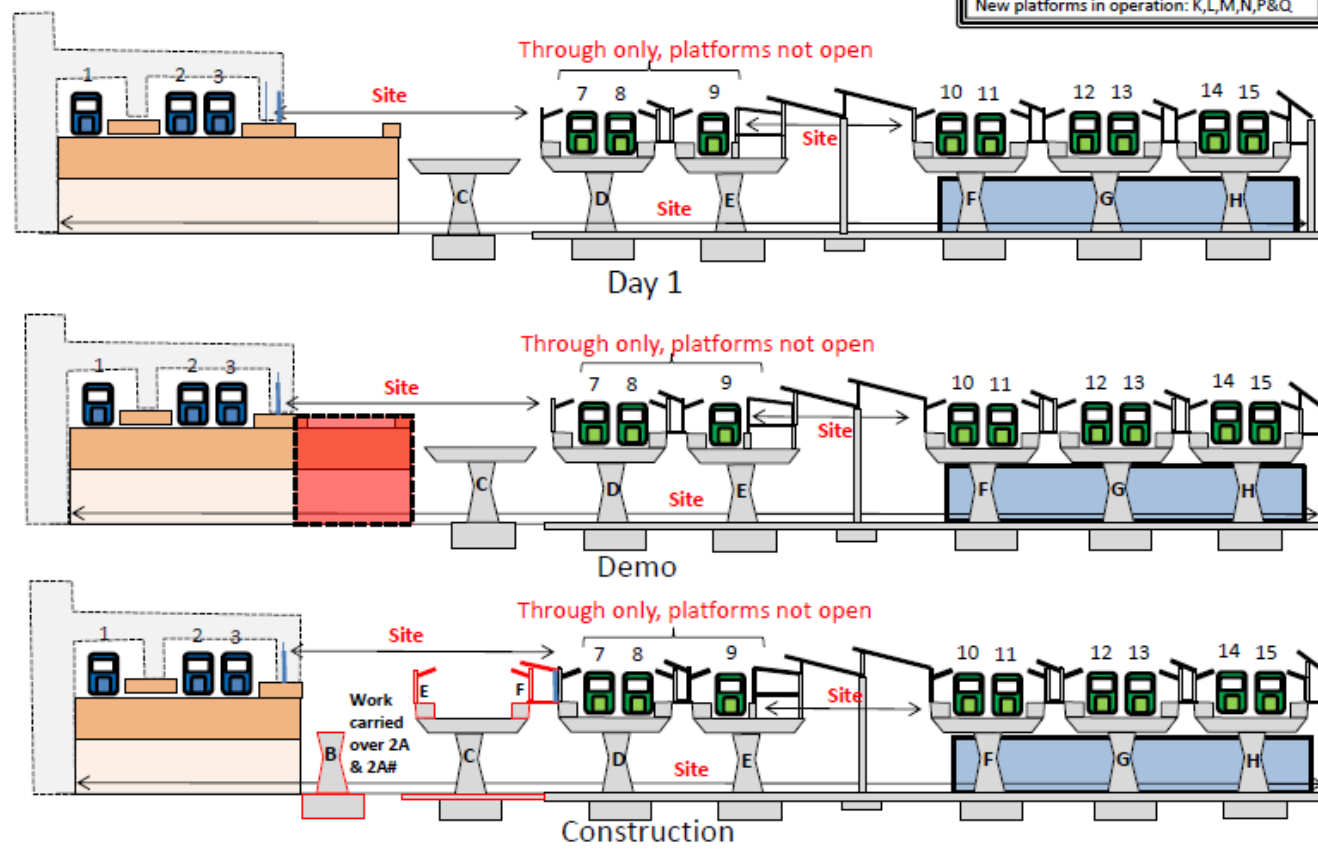 New platforms in operation: K,L,M,N,P&Q
Through only, platforms not open
1 2 3 7 8 9 10 11 12 13 14 15
Site
Site
C D E F G H
Site
Day 1
Through only, platforms not open
1 2 3 7 8 9 10 11 12 13 14 15
Site
Site
C D E F G H
Site
Demo
Through only, platforms not open
1 2 3 7 8 9 10 11 12 13 14 15
Site
E F
Site
Work
carried
over 2A
& 2A#
B C D E F G H
Site
Construction